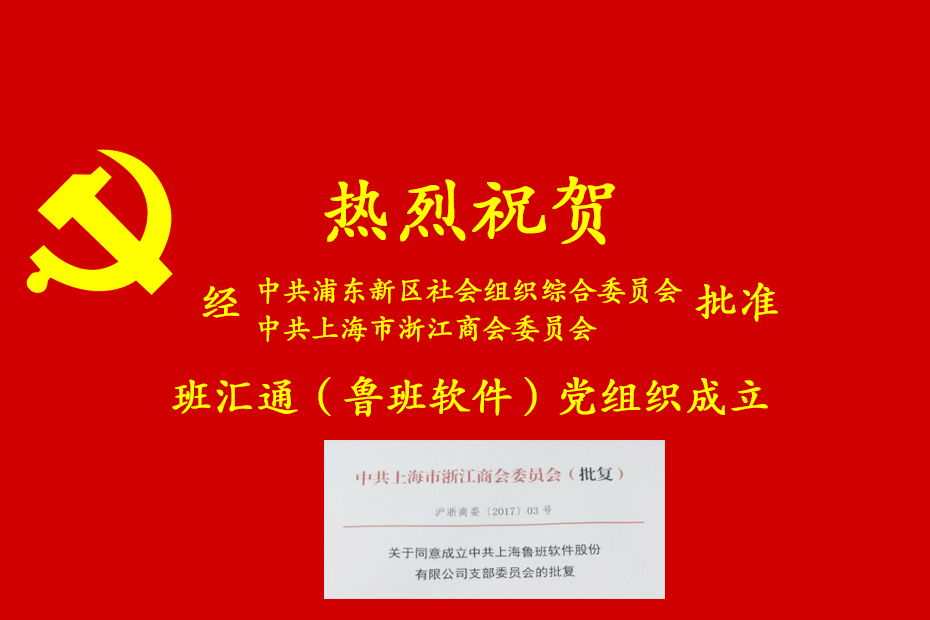 热烈祝贺
经 中共浦东新区社会组织综合委员会 批准
中共上海市浙江商会委员会
班汇通（鲁班软件）党组织成立
中共上海市浙江商会委员会（批复）
沪浙商委〔2017〕03 号
关于同意成立中共上海鲁班软件股份
有限公司支部委员会的批复